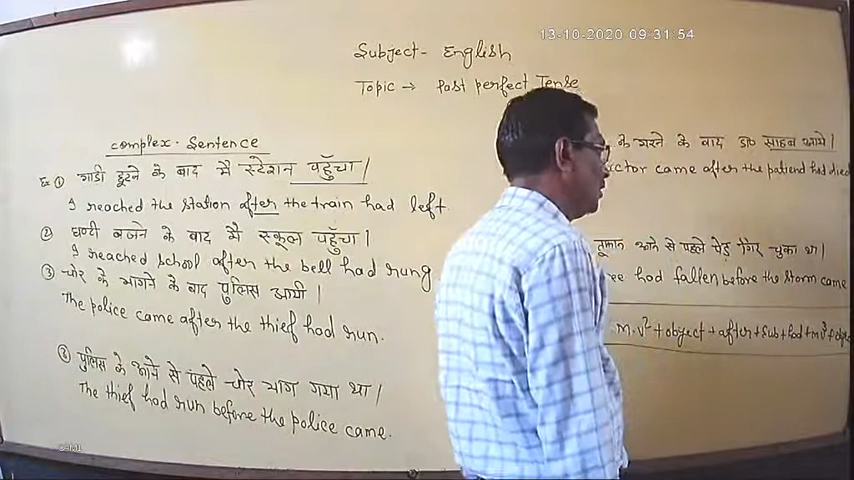 13-10-2020 09:31:54
Subject- English
Topic → Past perfect Tense
complex. Sentence
Ex ① गाडी छूटने के बाद मैं स्टेशन पहुँचा।
I reached the station after the train had left.
② घण्टी बजने के बाद मैं स्कूल पहुँचा।
I reached school after the bell had rung
③ चोर के भागने के बाद पुलिस आयी।
The police came after the thief had run.
पुलिस के आने से पहले चोर भाग गया था।
The thief had run before the police came.
के मरने के बाद डा० साहब आये।
came after the patiend had died
तूफान आने से पहले पेड़ गिर चुका था।
had fallen before the storm came
M.V²+object+after+Sub+had+MV³+